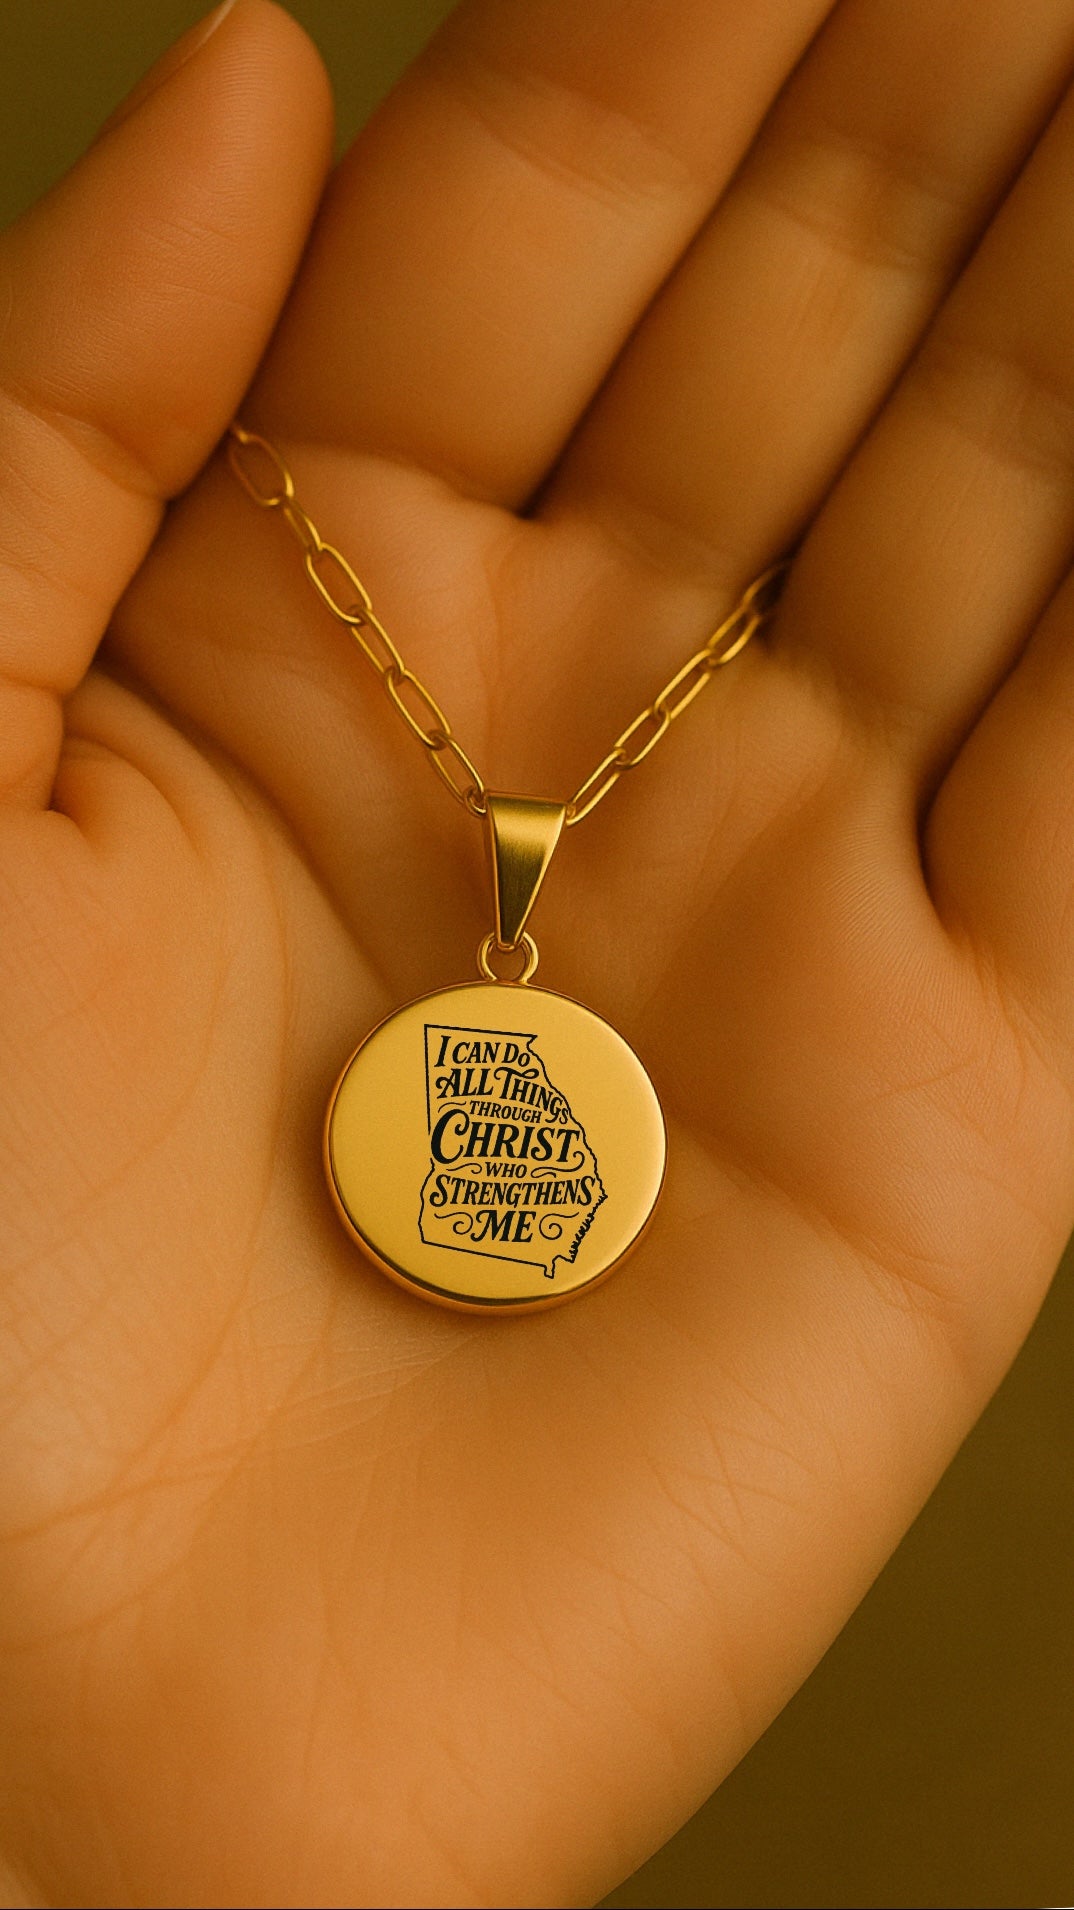 I CAN DO
ALL THINGS
THROUGH
CHRIST
WHO
STRENGTHENS
ME